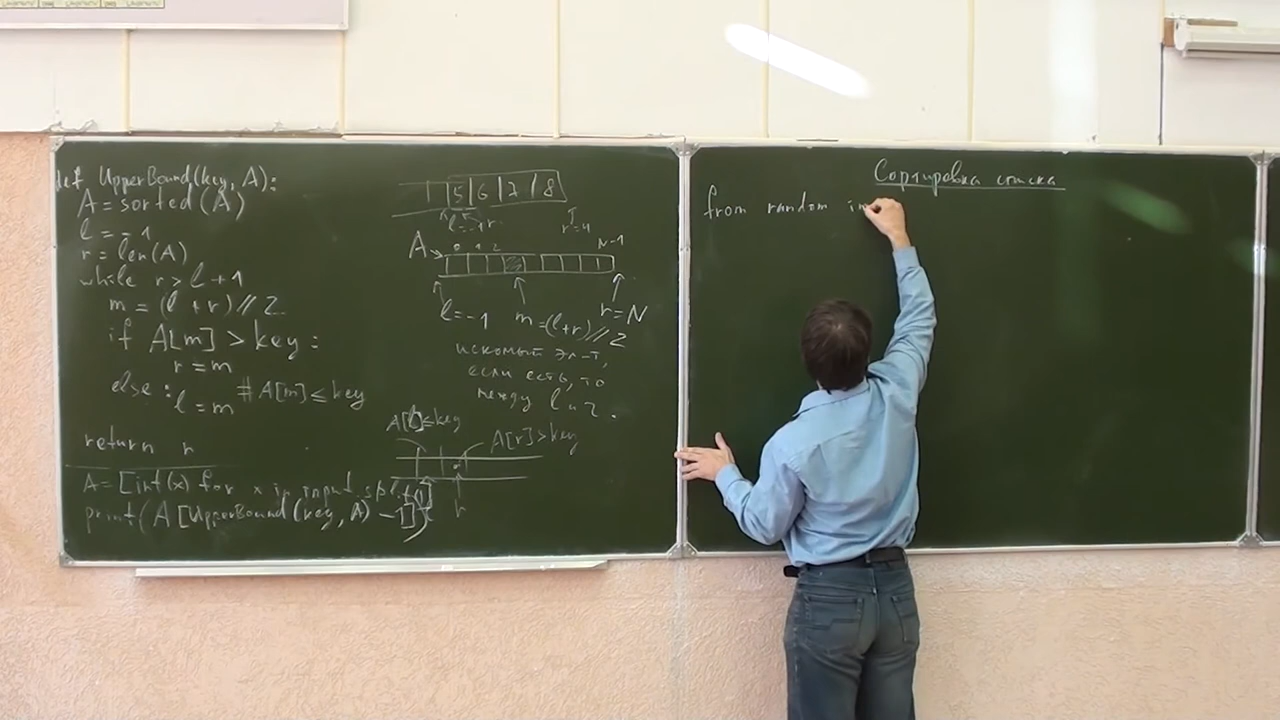 def UpperBound(key, A):
A = sorted(A)
l = -1
r = len(A)
while r > l + 1
m = (l + r) // 2
if A[m] > key:
r = m
else:
# A[m] ≤ key
l = m
return r
A = [int(x) for x in input.split()]
print(A[UpperBound(key, A) - 1])
5 6 7 8
l=-1 r
r=4
A
0 1 2
N-1
l=-1
m=(l+r)//2
r=N
искомый эл-т,
если есть, то
между l и r.
A[l]≤key
A[r]>key
Сортировка списка
from random im